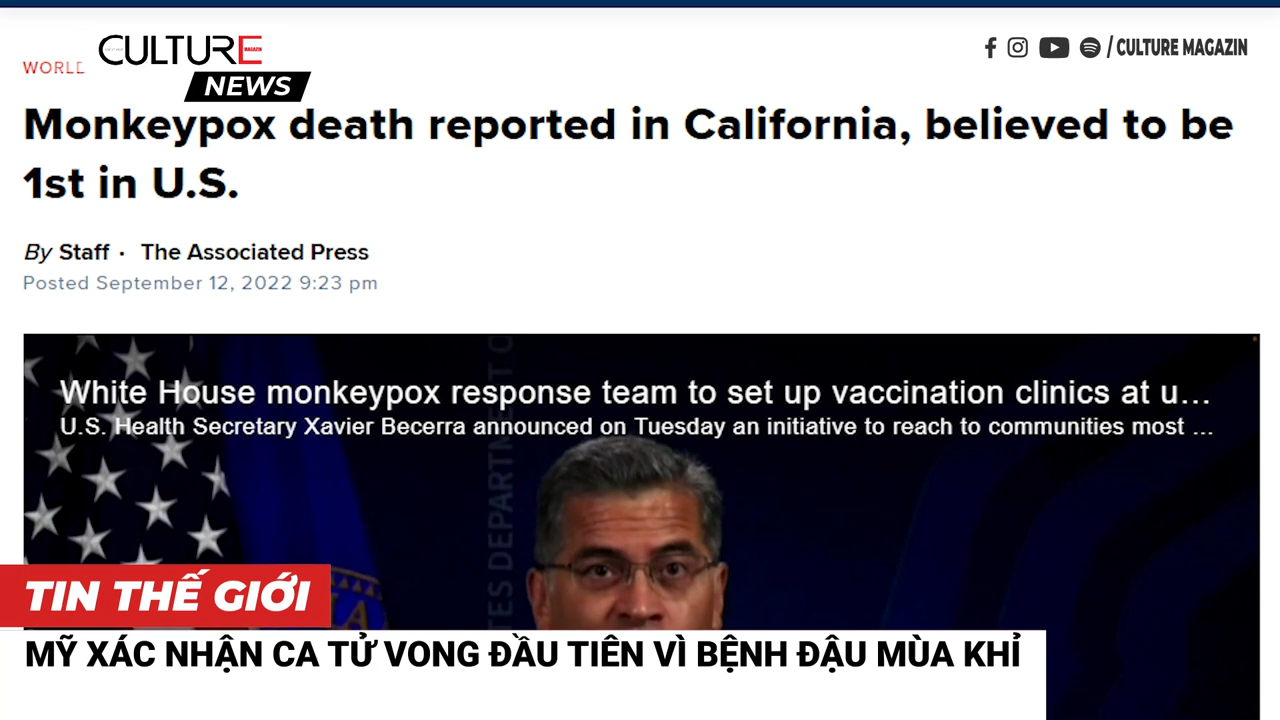 CULTURE
MAGAZIN
NEWS
/ CULTURE MAGAZIN
WORLD
Monkeypox death reported in California, believed to be
1st in U.S.
By Staff · The Associated Press
Posted September 12, 2022 9:23 pm
White House monkeypox response team to set up vaccination clinics at u...
U.S. Health Secretary Xavier Becerra announced on Tuesday an initiative to reach to communities most ...
TES DEPARTMENT O
TIN THẾ GIỚI
MỸ XÁC NHẬN CA TỬ VONG ĐẦU TIÊN VÌ BỆNH ĐẬU MÙA KHỈ